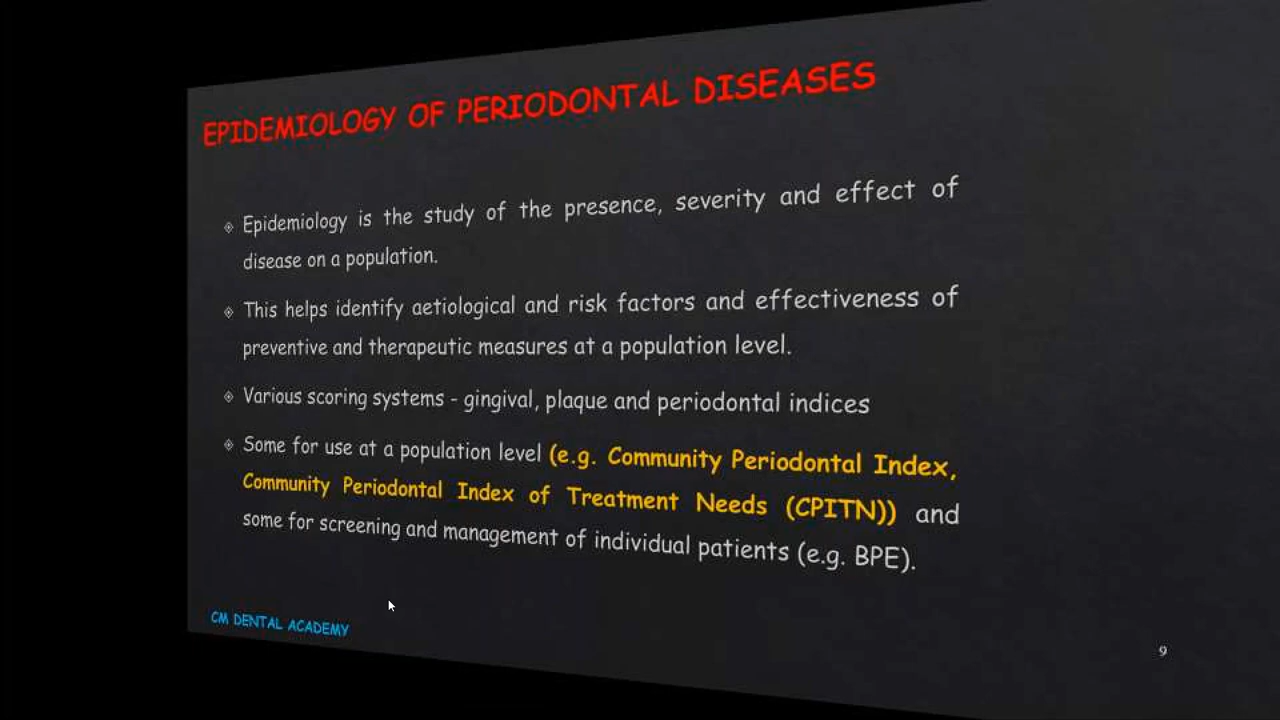 EPIDEMIOLOGY OF PERIODONTAL DISEASES
Epidemiology is the study of the presence, severity and effect of
disease on a population.
This helps identify aetiological and risk factors and effectiveness of
preventive and therapeutic measures at a population level.
Various scoring systems - gingival, plaque and periodontal indices
Some for use at a population level (e.g. Community Periodontal Index,
Community Periodontal Index of Treatment Needs (CPITN)) and
some for screening and management of individual patients (e.g. BPE).
CM DENTAL ACADEMY
9